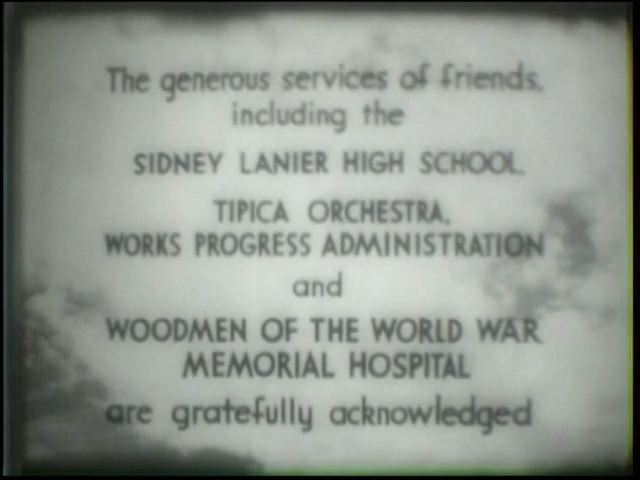 The generous services of friends,
including the
SIDNEY LANIER HIGH SCHOOL,
TIPICA ORCHESTRA,
WORKS PROGRESS ADMINISTRATION
and
WOODMEN OF THE WORLD WAR
MEMORIAL HOSPITAL
are gratefully acknowledged